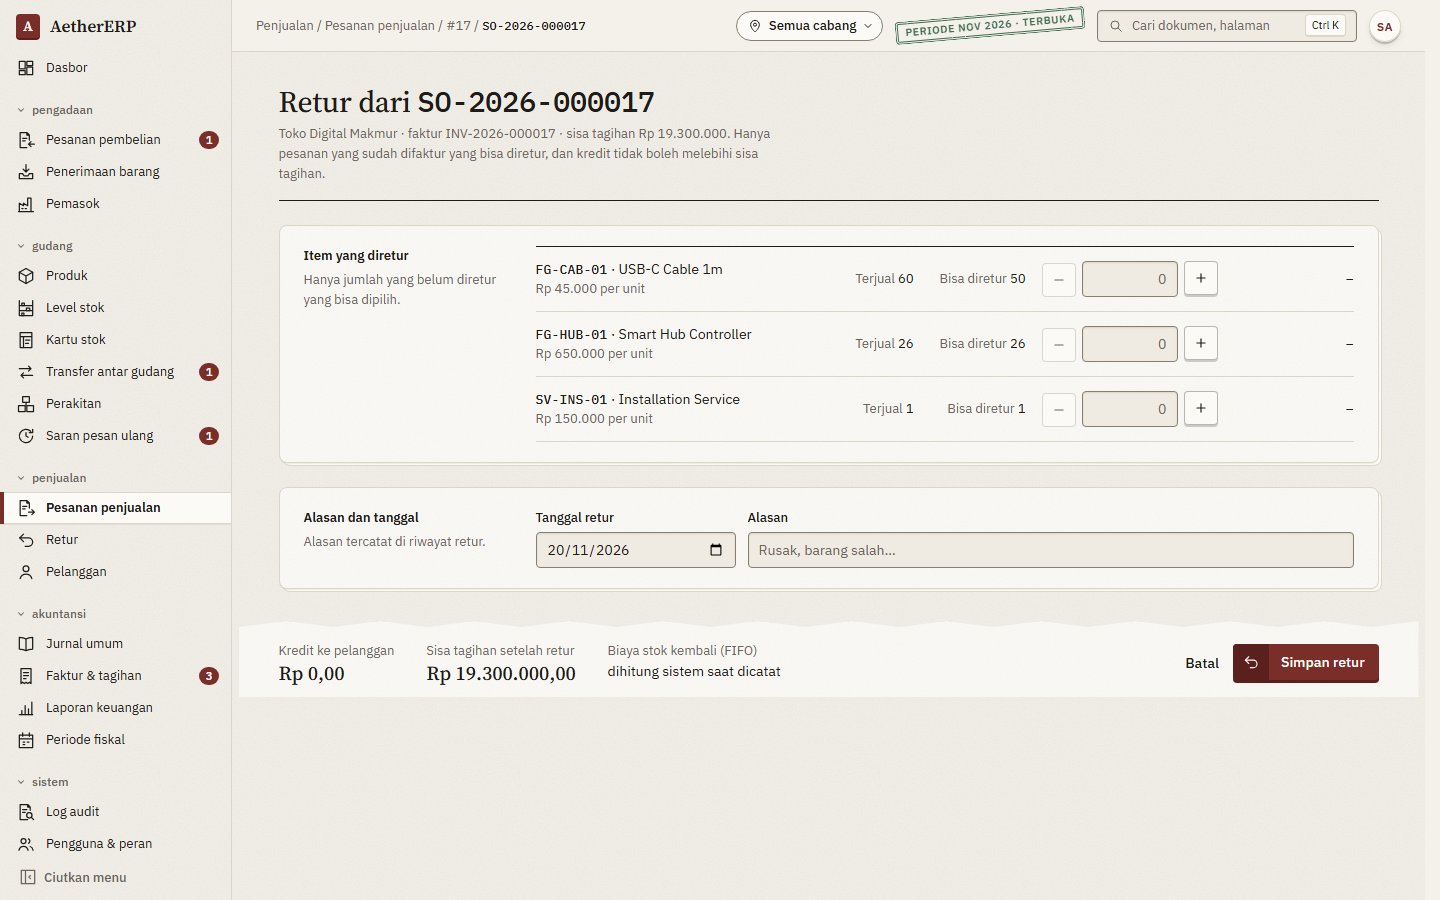 A AetherERP
Penjualan / Pesanan penjualan / #17 / SO-2026-000017
Semua cabang
PERIODE NOV 2026 · TERBUKA
Cari dokumen, halaman
Ctrl K
SA
Dasbor
pengadaan
Pesanan pembelian 1
Penerimaan barang
Pemasok
gudang
Produk
Level stok
Kartu stok
Transfer antar gudang 1
Perakitan
Saran pesan ulang 1
penjualan
Pesanan penjualan
Retur
Pelanggan
akuntansi
Jurnal umum
Faktur & tagihan 3
Laporan keuangan
Periode fiskal
sistem
Log audit
Pengguna & peran
Ciutkan menu
Retur dari SO-2026-000017
Toko Digital Makmur · faktur INV-2026-000017 · sisa tagihan Rp 19.300.000. Hanya
pesanan yang sudah difaktur yang bisa diretur, dan kredit tidak boleh melebihi sisa
tagihan.
Item yang diretur
Hanya jumlah yang belum diretur
yang bisa dipilih.
FG-CAB-01 · USB-C Cable 1m
Rp 45.000 per unit
Terjual 60 Bisa diretur 50 − 0 + –
FG-HUB-01 · Smart Hub Controller
Rp 650.000 per unit
Terjual 26 Bisa diretur 26 − 0 + –
SV-INS-01 · Installation Service
Rp 150.000 per unit
Terjual 1 Bisa diretur 1 − 0 + –
Alasan dan tanggal
Alasan tercatat di riwayat retur.
Tanggal retur
20/11/2026
Alasan
Rusak, barang salah...
Kredit ke pelanggan
Rp 0,00
Sisa tagihan setelah retur
Rp 19.300.000,00
Biaya stok kembali (FIFO)
dihitung sistem saat dicatat
Batal
Simpan retur